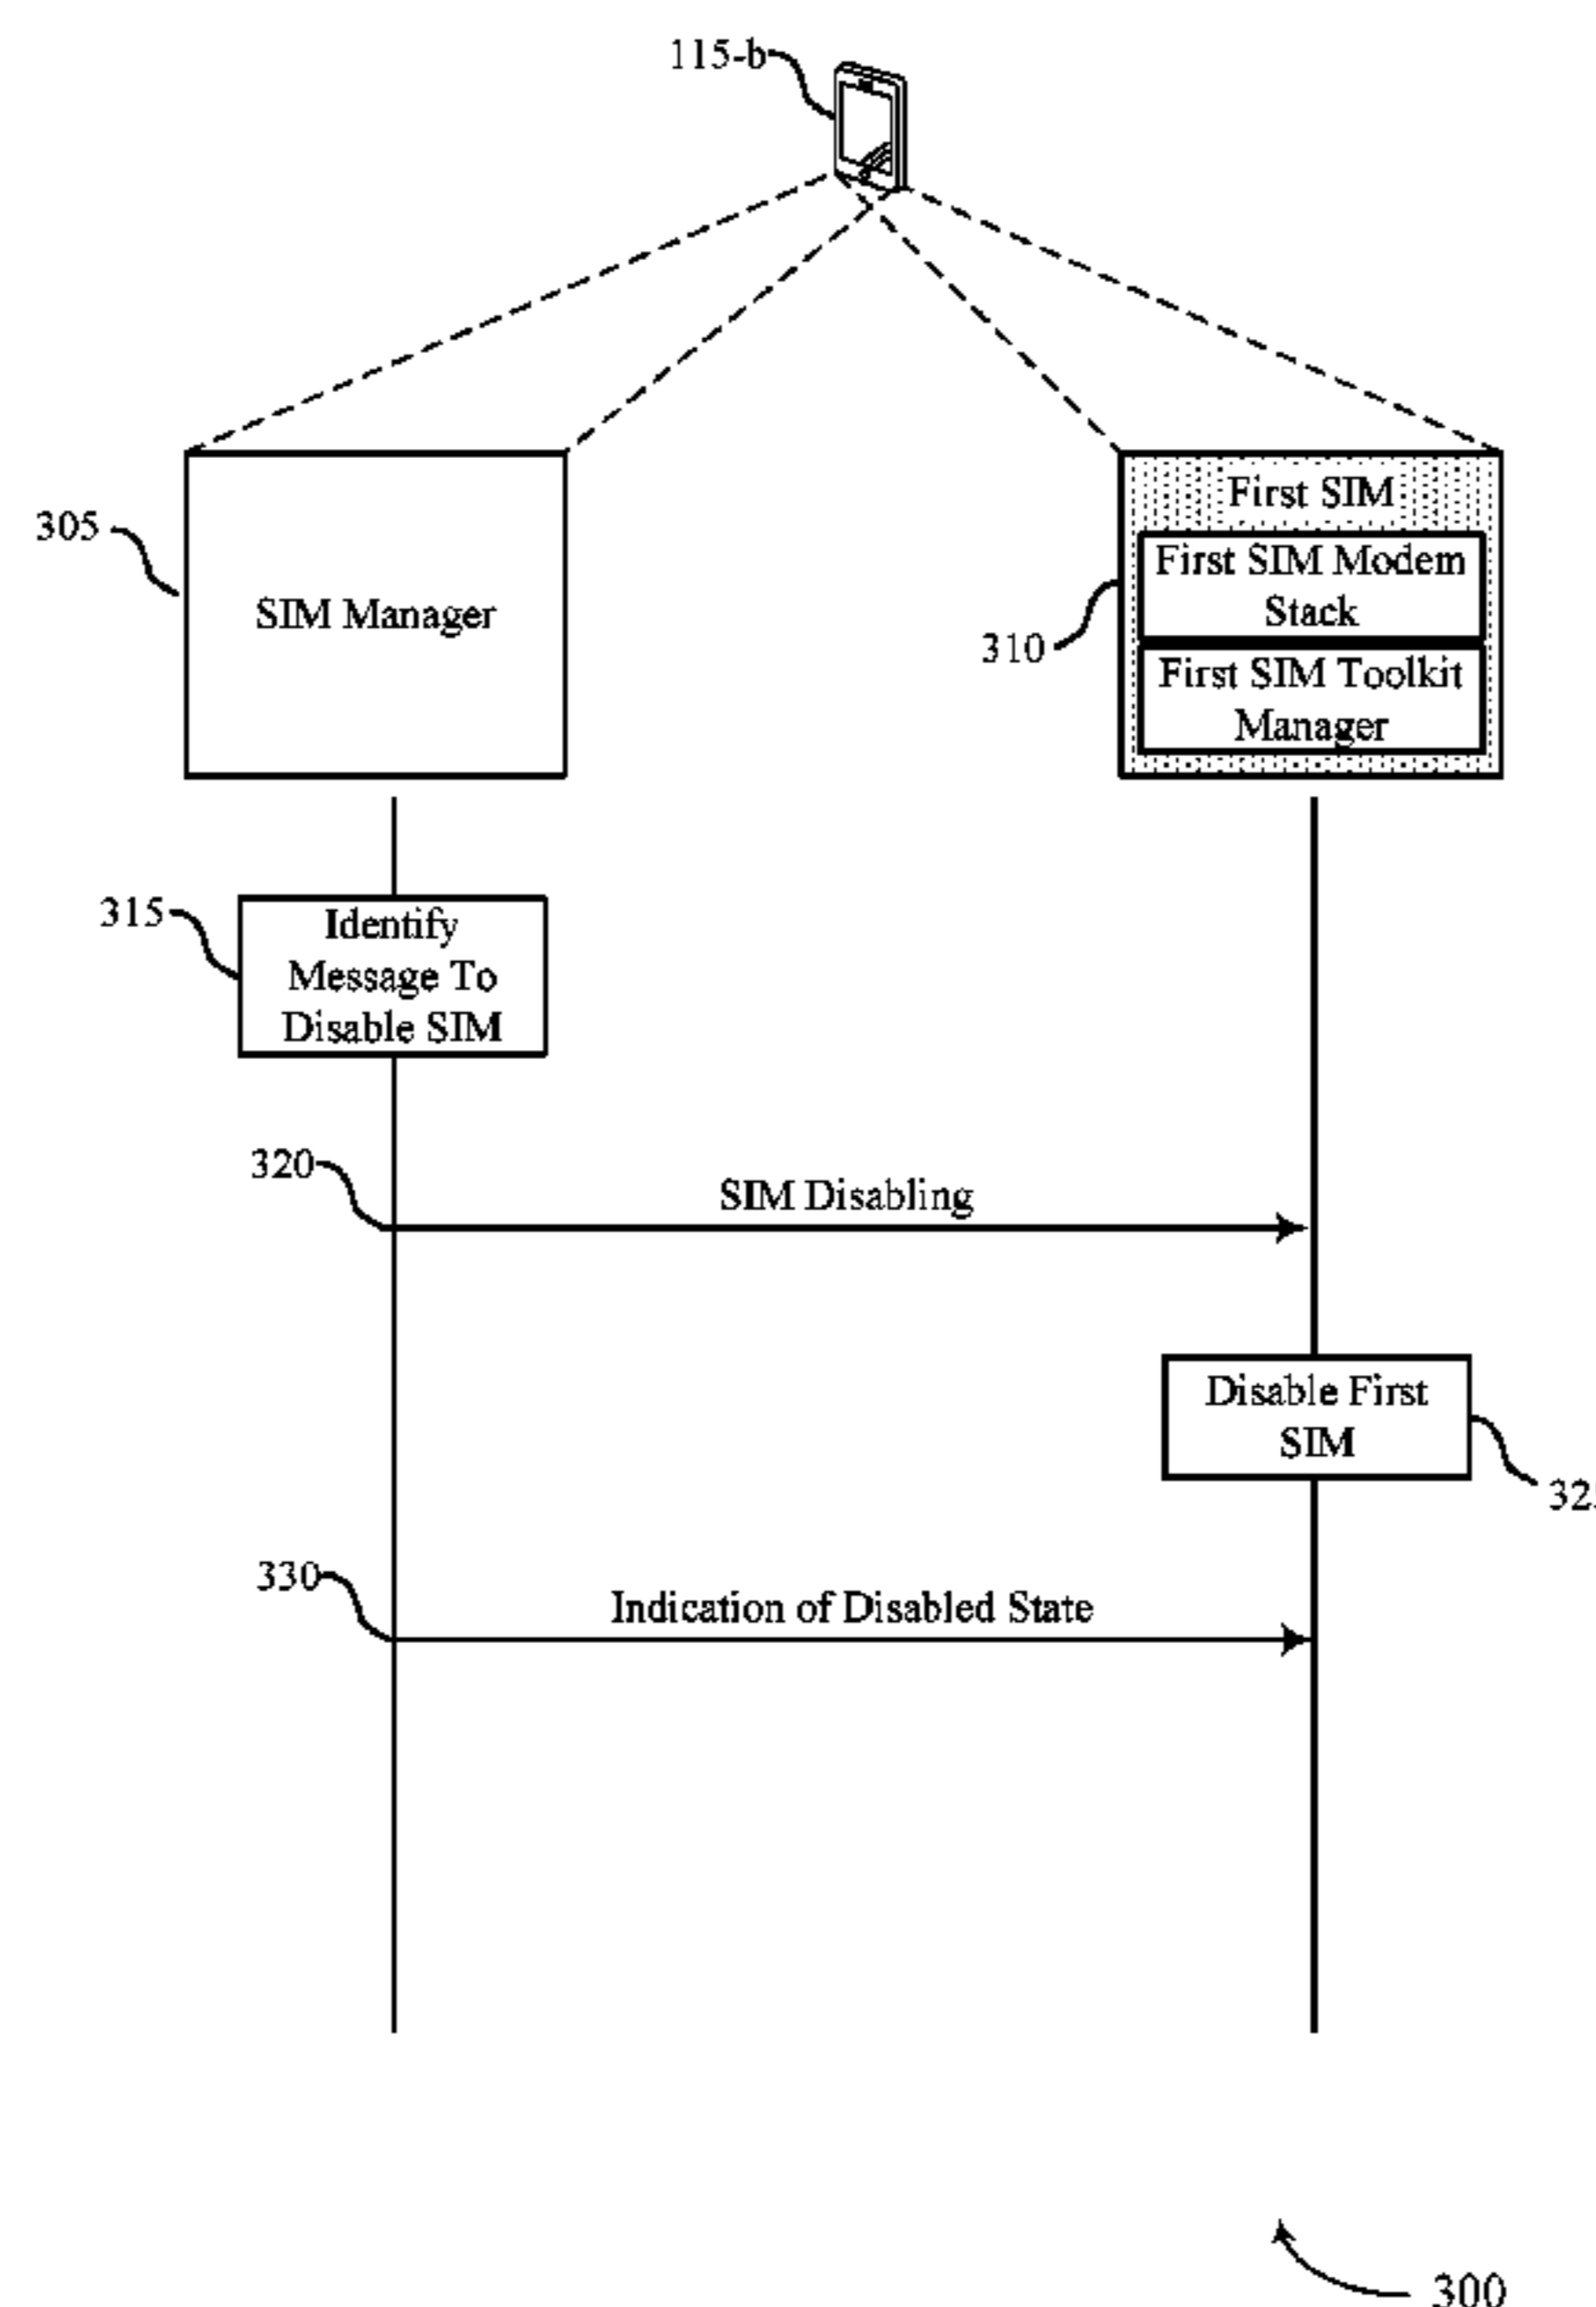 115-b
305
SIM Manager
First SIM
First SIM Modem
Stack
310
First SIM Toolkit
Manager
315
Identify
Message To
Disable SIM
320
SIM Disabling
Disable First
SIM
330
Indication of Disabled State
300